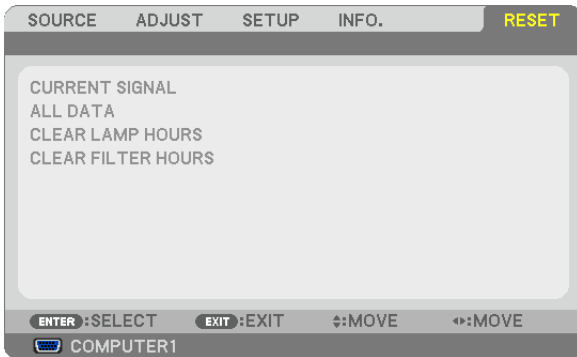 SOURCE ADJUST SETUP INFO. RESET
CURRENT SIGNAL
ALL DATA
CLEAR LAMP HOURS
CLEAR FILTER HOURS
ENTER :SELECT EXIT :EXIT :MOVE :MOVE
COMPUTER1